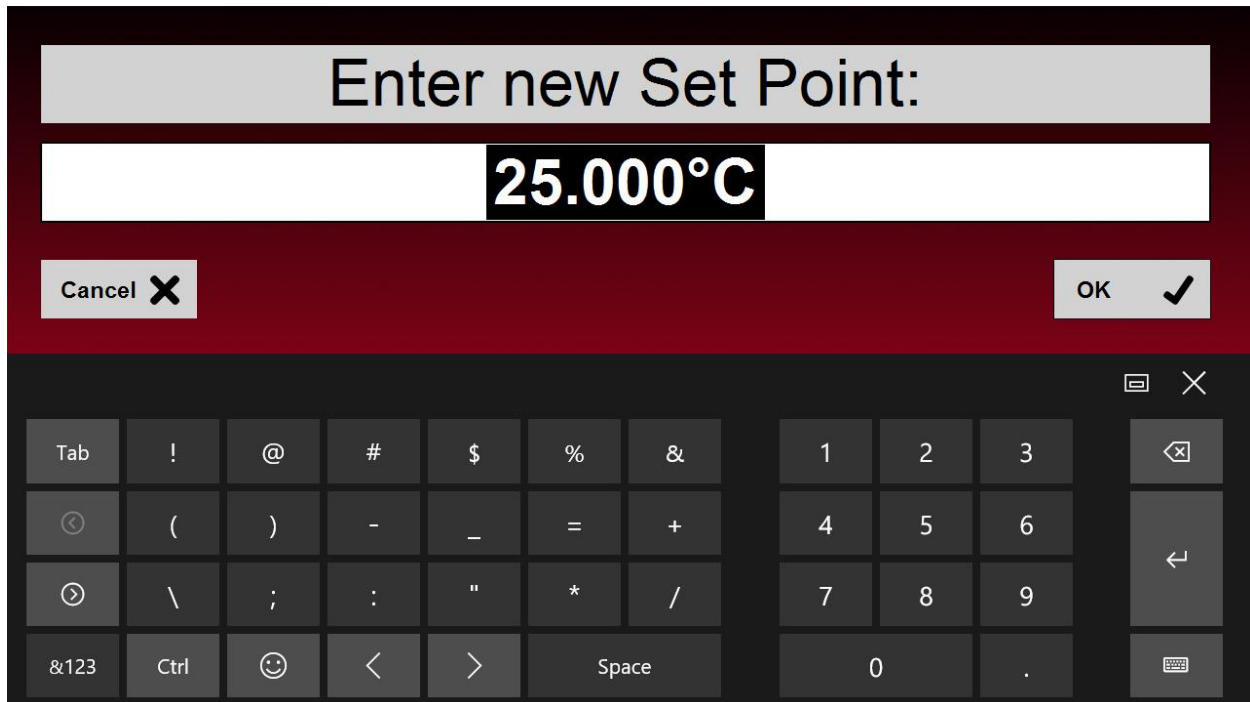 Enter new Set Point:
25.000°C
Cancel OK
Tab ! @ # $ % & 1 2 3
( ) - _ = + 4 5 6
\ ; : " * / 7 8 9
&123 Ctrl < > Space 0 .